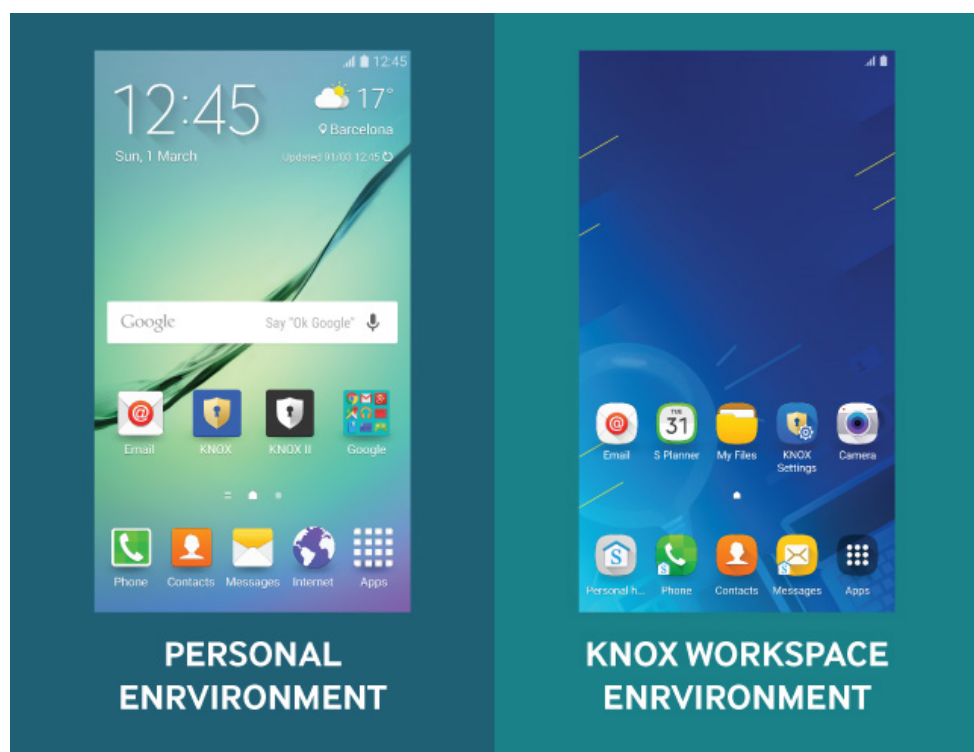 12:45
12:45
17°
Barcelona
Sun, 1 March
Updated 01/03 12:45
Google
Say "Ok Google"
Email
KNOX
KNOX II
Google
Phone
Contacts
Messages
Internet
Apps
PERSONAL
ENRVIRONMENT
TUE
31
Email
S Planner
My Files
KNOX
Settings
Camera
S
S
S
Personal h...
Phone
Contacts
Messages
Apps
KNOX WORKSPACE
ENRVIRONMENT